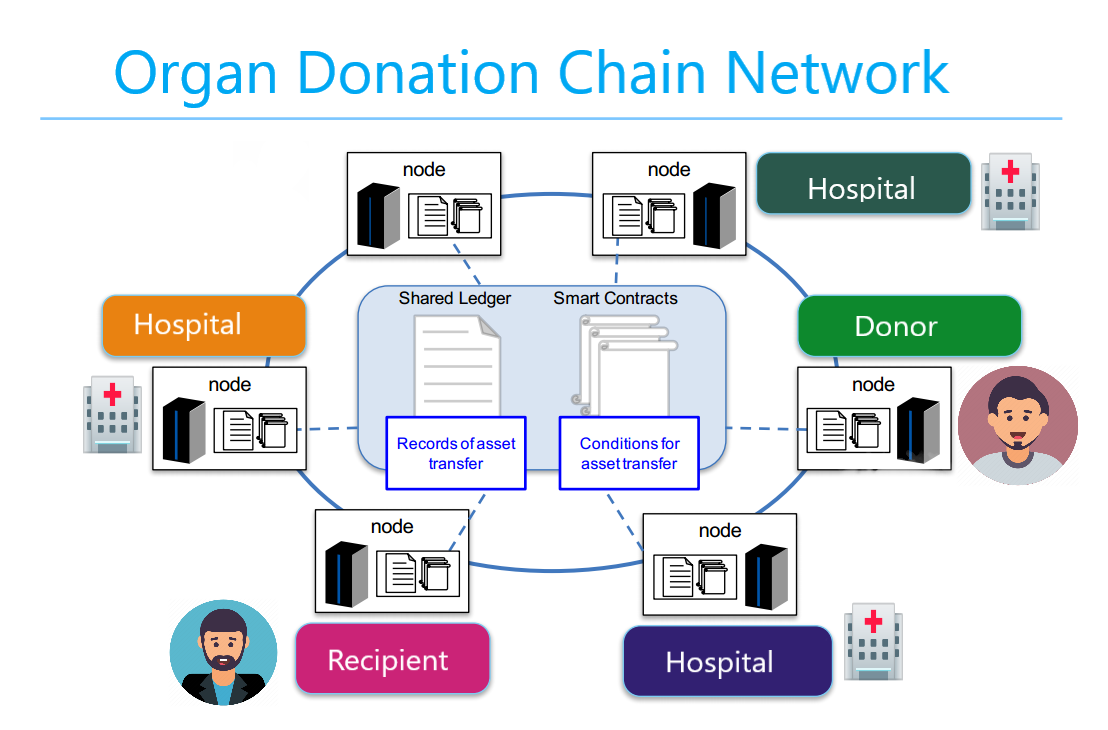 Organ Donation Chain Network
node
node
Hospital
Shared Ledger
Smart Contracts
Hospital
Donor
node
node
Records of asset
transfer
Conditions for
asset transfer
node
node
Recipient
Hospital